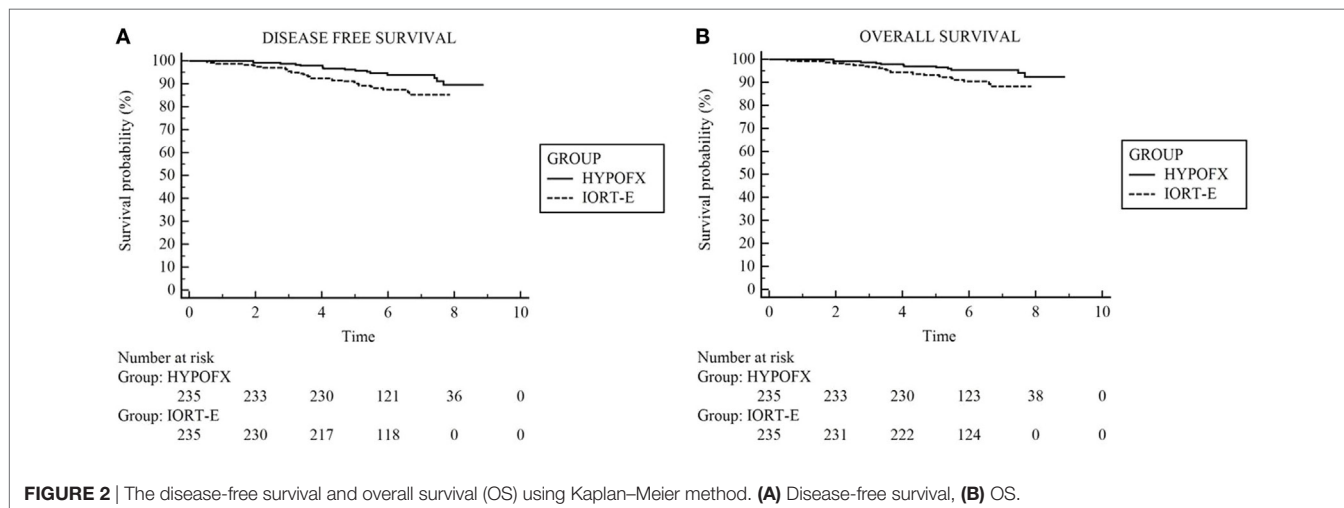 A
DISEASE FREE SURVIVAL
Survival probability (%)
100
90
80
70
60
50
40
30
20
10
0
0 2 4 6 8 10
Time
GROUP
HYPOFX
IORT-E
Number at risk
Group: HYPOFX
235 233 230 121 36 0
Group: IORT-E
235 230 217 118 0 0
B
OVERALL SURVIVAL
Survival probability (%)
100
90
80
70
60
50
40
30
20
10
0
0 2 4 6 8 10
Time
GROUP
HYPOFX
IORT-E
Number at risk
Group: HYPOFX
235 233 230 123 38 0
Group: IORT-E
235 231 222 124 0 0
FIGURE 2 | The disease-free survival and overall survival (OS) using Kaplan–Meier method. (A) Disease-free survival, (B) OS.